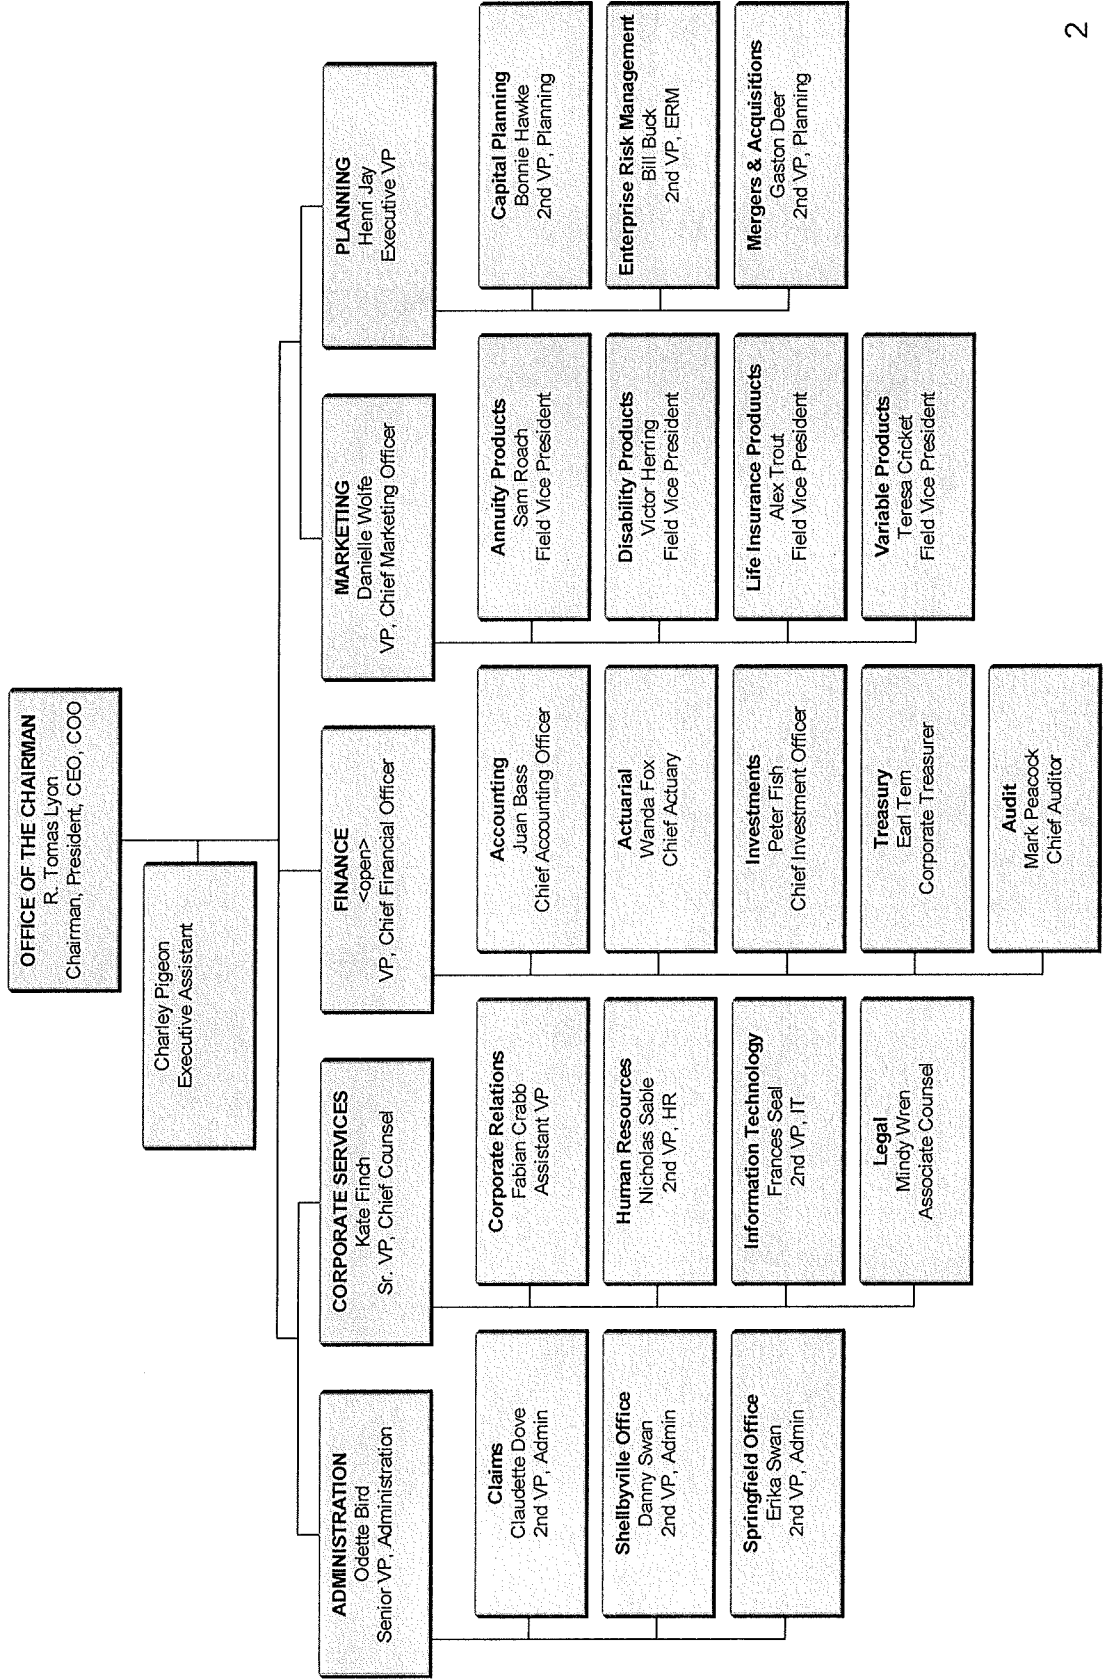 OFFICE OF THE CHAIRMAN
R. Tomas Lyon
Chairman, President, CEO, COO
Charley Pigeon
Executive Assistant
ADMINISTRATION
Odette Bird
Senior VP, Administration
Claims
Claudette Dove
2nd VP, Admin
Shellbyville Office
Danny Swan
2nd VP, Admin
Springfield Office
Erika Swan
2nd VP, Admin
CORPORATE SERVICES
Kate Finch
Sr. VP, Chief Counsel
Corporate Relations
Fabian Crabb
Assistant VP
Human Resources
Nicholas Sable
2nd VP, HR
Information Technology
Frances Seal
2nd VP, IT
Legal
Mindy Wren
Associate Counsel
FINANCE
<open>
VP, Chief Financial Officer
Accounting
Juan Bass
Chief Accounting Officer
Actuarial
Wanda Fox
Chief Actuary
Investments
Peter Fish
Chief Investment Officer
Treasury
Earl Tern
Corporate Treasurer
Audit
Mark Peacock
Chief Auditor
MARKETING
Danielle Wolfe
VP, Chief Marketing Officer
Annuity Products
Sam Roach
Field Vice President
Disability Products
Victor Herring
Field Vice President
Life Insurance Produucts
Alex Trout
Field Vice President
Variable Products
Teresa Cricket
Field Vice President
PLANNING
Henri Jay
Executive VP
Capital Planning
Bonnie Hawke
2nd VP, Planning
Enterprise Risk Management
Bill Buck
2nd VP, ERM
Mergers & Acquisitions
Gaston Deer
2nd VP, Planning
2